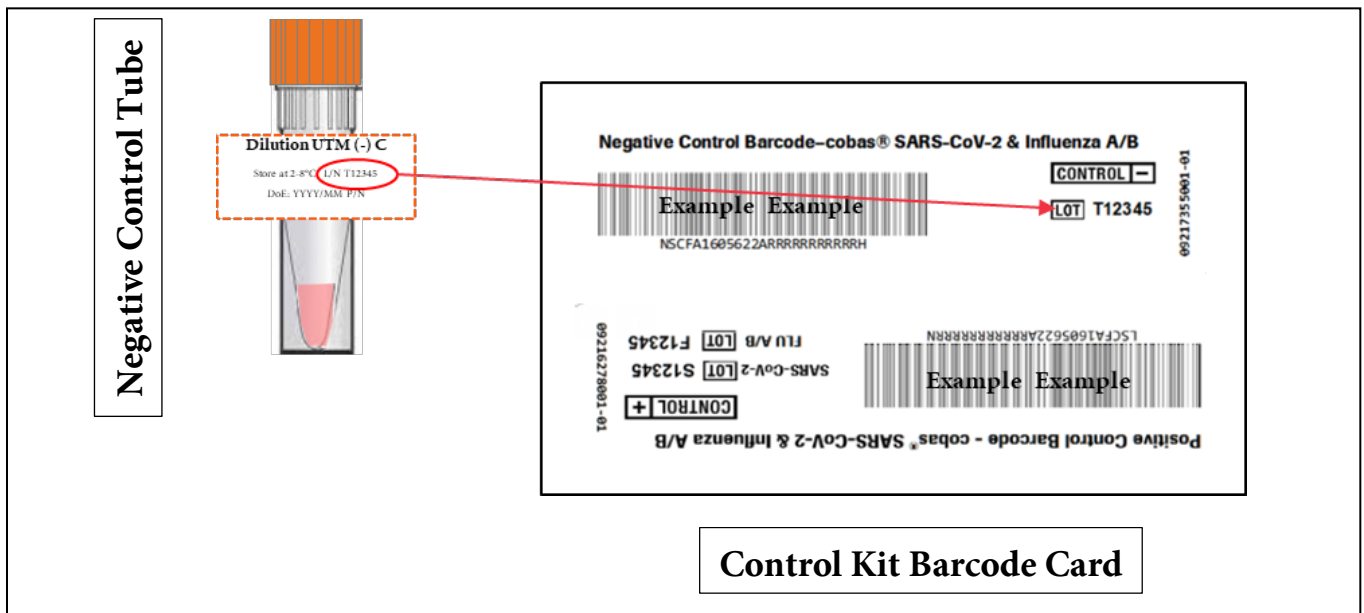 Negative Control Tube
Dilution UTM (-) C
Store at 2-8°C L/N T12345
DoE: YYYY/MM P/N
Negative Control Barcode–cobas® SARS-CoV-2 & Influenza A/B
CONTROL −
LOT T12345
Example Example
NSCFA1605622ARRRRRRRRRRRH
09217355001-01
Positive Control Barcode - cobas® SARS-CoV-2 & Influenza A/B
CONTROL +
SARS-CoV-2 LOT S12345
FLU A/B LOT F12345
Example Example
LSCFA1605622ARRRRRRRRRRRN
09216278001-01
Control Kit Barcode Card